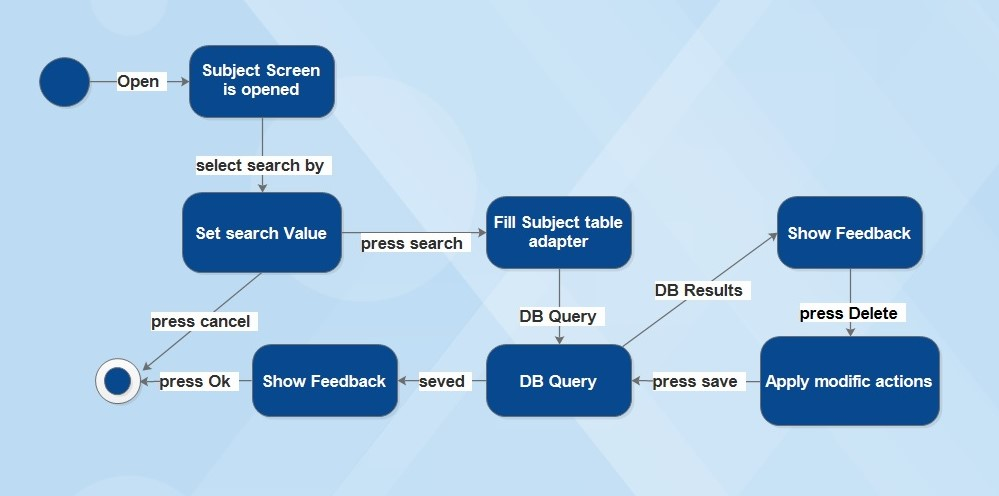 Open
Subject Screen
is opened
select search by
Set search Value
press search
Fill Subject table
adapter
Show Feedback
DB Results
press Delete
DB Query
press cancel
press Ok
Show Feedback
seved
DB Query
press save
Apply modific actions